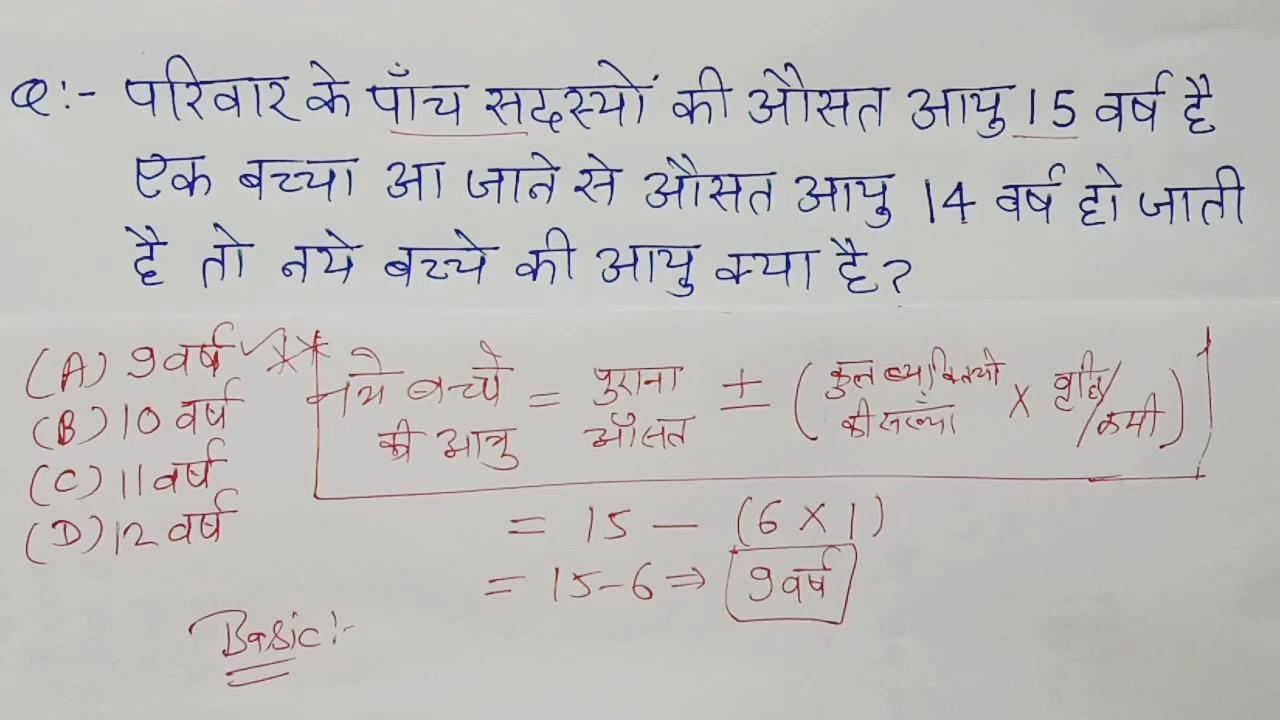 Q:- परिवार के पाँच सदस्यों की औसत आयु 15 वर्ष है
एक बच्चा आ जाने से औसत आयु 14 वर्ष हो जाती
है तो नये बच्चे की आयु क्या है?
(A) 9 वर्ष
(B) 10 वर्ष
(C) 11 वर्ष
(D) 12 वर्ष
नये बच्चे की आयु = पुराना औसत ± (कुल व्यक्तियों की संख्या × वृद्धि/कमी)
= 15 - (6 × 1)
= 15 - 6 ⇒ 9 वर्ष
Basic:-